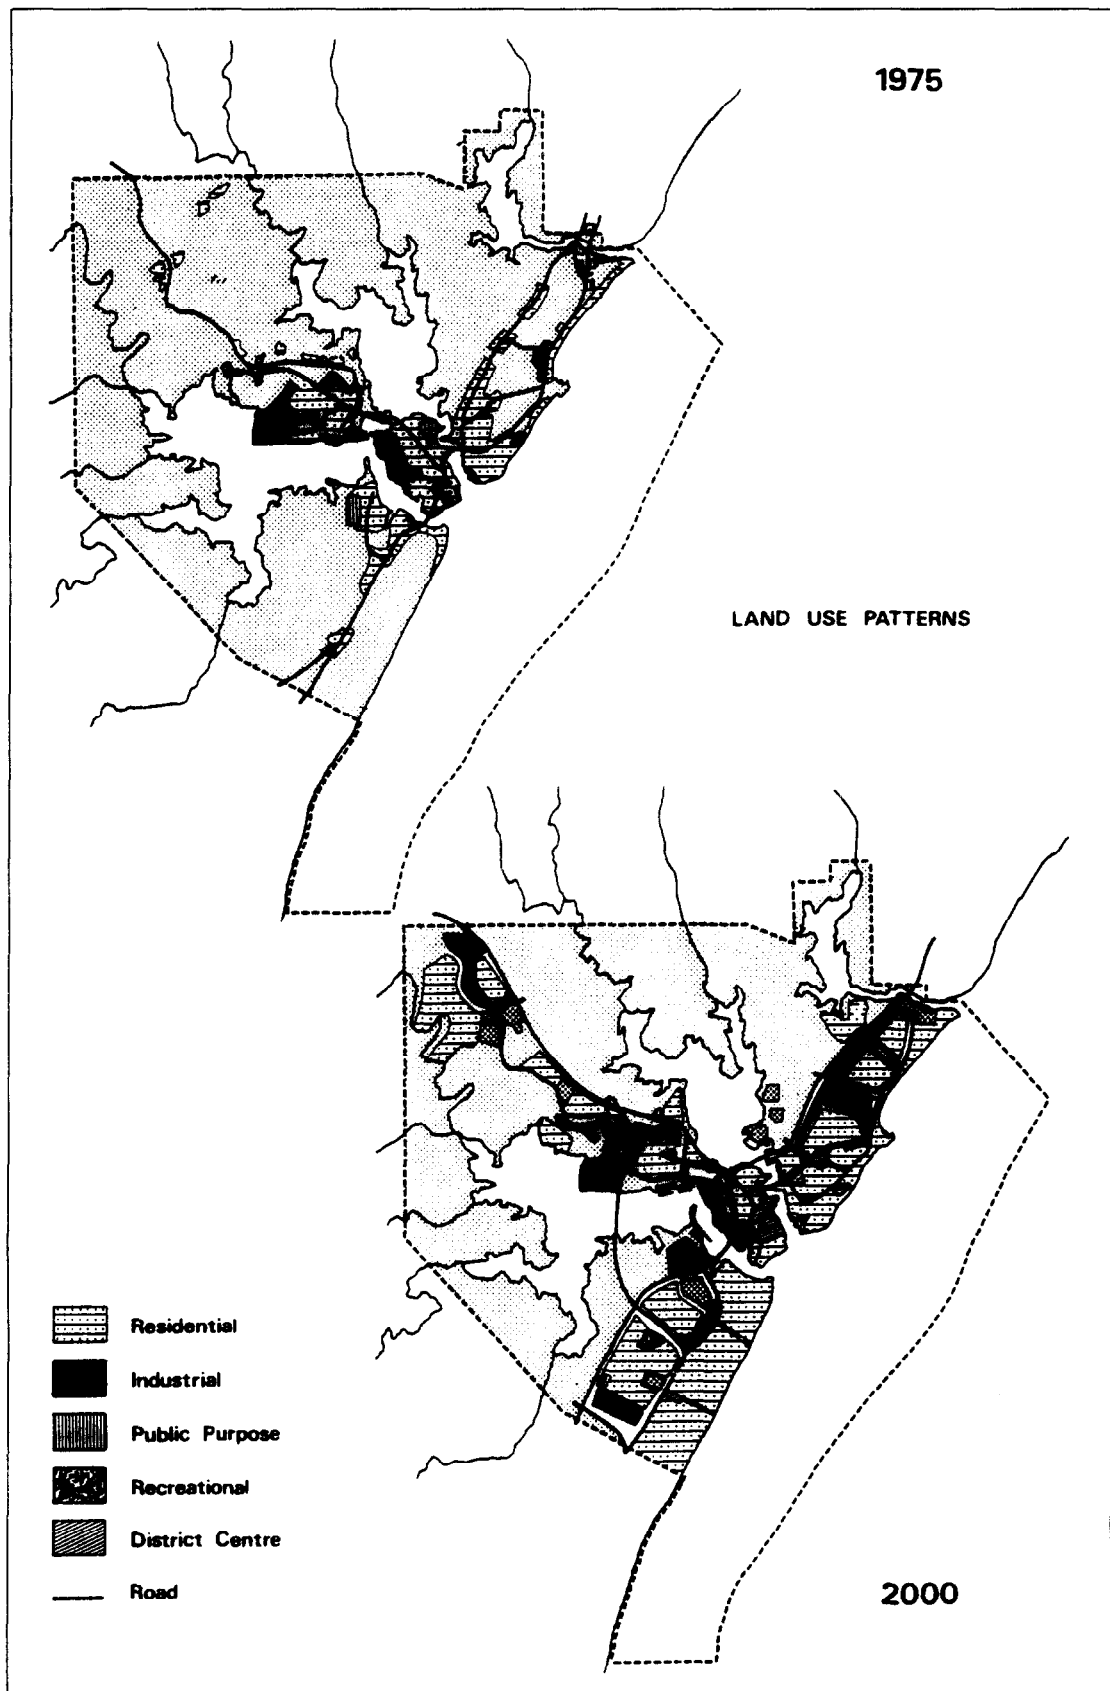 1975
LAND USE PATTERNS
Residential
Industrial
Public Purpose
Recreational
District Centre
Road
2000